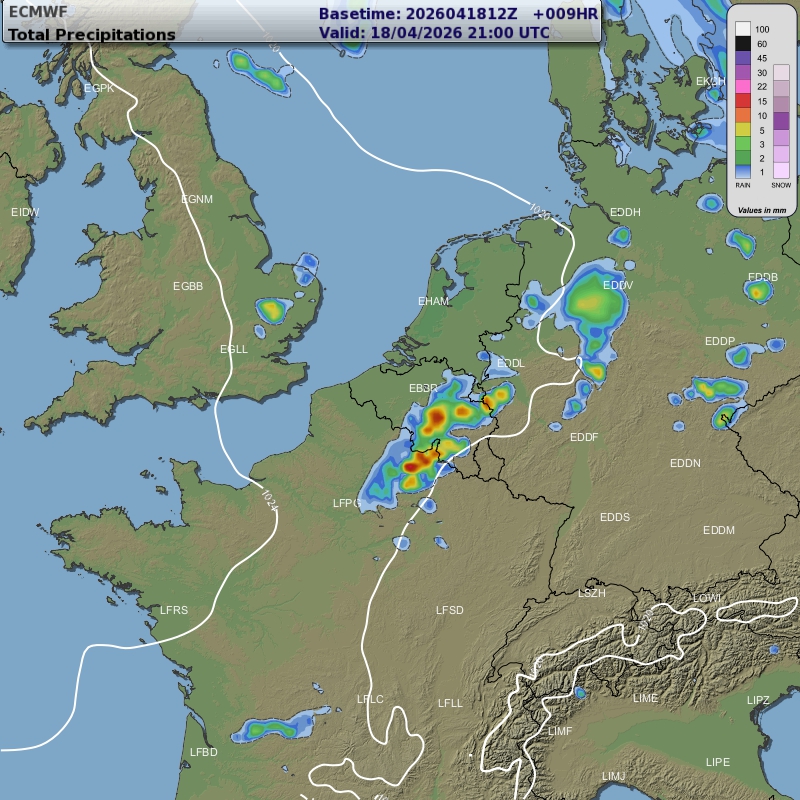 ECMWF
Basetime: 2026041812Z +009HR
Total Precipitations
Valid: 18/04/2026 21:00 UTC
100
60
45
30
22
15
10
5
3
2
1
RAIN SNOW
Values in mm
EGPK
EKCH
EGNM
EIDW
EDDH
1020
EGBB
EDDV
EDDB
EHAM
EGLL
EDDP
EDDL
EBBR
EDDF
EDDN
1024
LFPG
EDDS
EDDM
LSZH
LOWI
LFRS
LFSD
LFLC
LFLL
LIME
LIPZ
LIMF
LFBD
LIPE
LIMJ